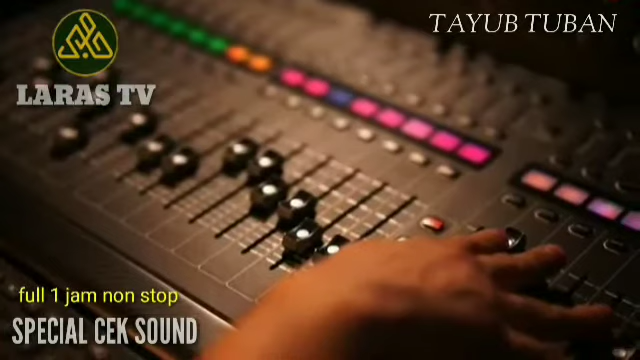 TAYUB TUBAN
LARAS TV
full 1 jam non stop
SPECIAL CEK SOUND